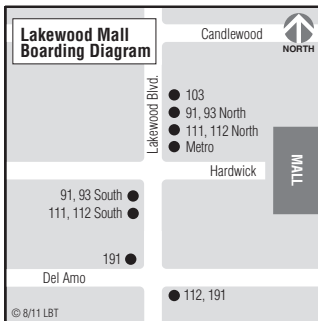 Lakewood Mall
Boarding Diagram
Candlewood
NORTH
Lakewood Blvd.
103
91, 93 North
111, 112 North
Metro
Hardwick
MALL
91, 93 South
111, 112 South
191
Del Amo
112, 191
© 8/11 LBT